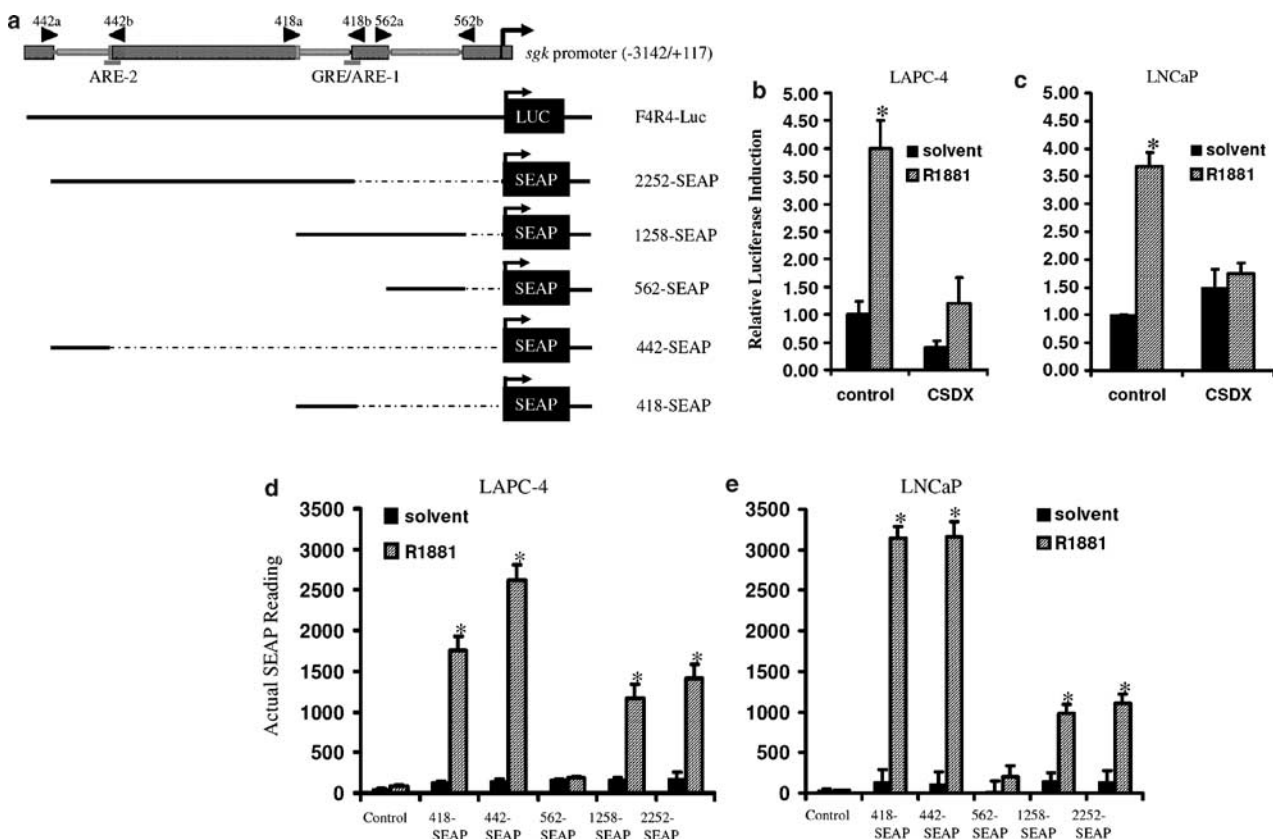 a
442a 442b 418a 418b 562a 562b
sgk promoter (-3142/+117)
ARE-2 GRE/ARE-1
LUC F4R4-Luc
SEAP 2252-SEAP
SEAP 1258-SEAP
SEAP 562-SEAP
SEAP 442-SEAP
SEAP 418-SEAP
b LAPC-4
Relative Luciferase Induction
5.00
4.50
4.00
3.50
3.00
2.50
2.00
1.50
1.00
0.50
0.00
*
solvent
R1881
control CSDX
c LNCaP
5.00
4.50
4.00
3.50
3.00
2.50
2.00
1.50
1.00
0.50
0.00
*
solvent
R1881
control CSDX
d LAPC-4
Actual SEAP Reading
3500
3000
2500
2000
1500
1000
500
0
solvent
R1881
* * * *
Control 418- 442- 562- 1258- 2252-
SEAP SEAP SEAP SEAP SEAP
e LNCaP
3500
3000
2500
2000
1500
1000
500
0
solvent
R1881
* * * *
Control 418- 442- 562- 1258- 2252-
SEAP SEAP SEAP SEAP SEAP